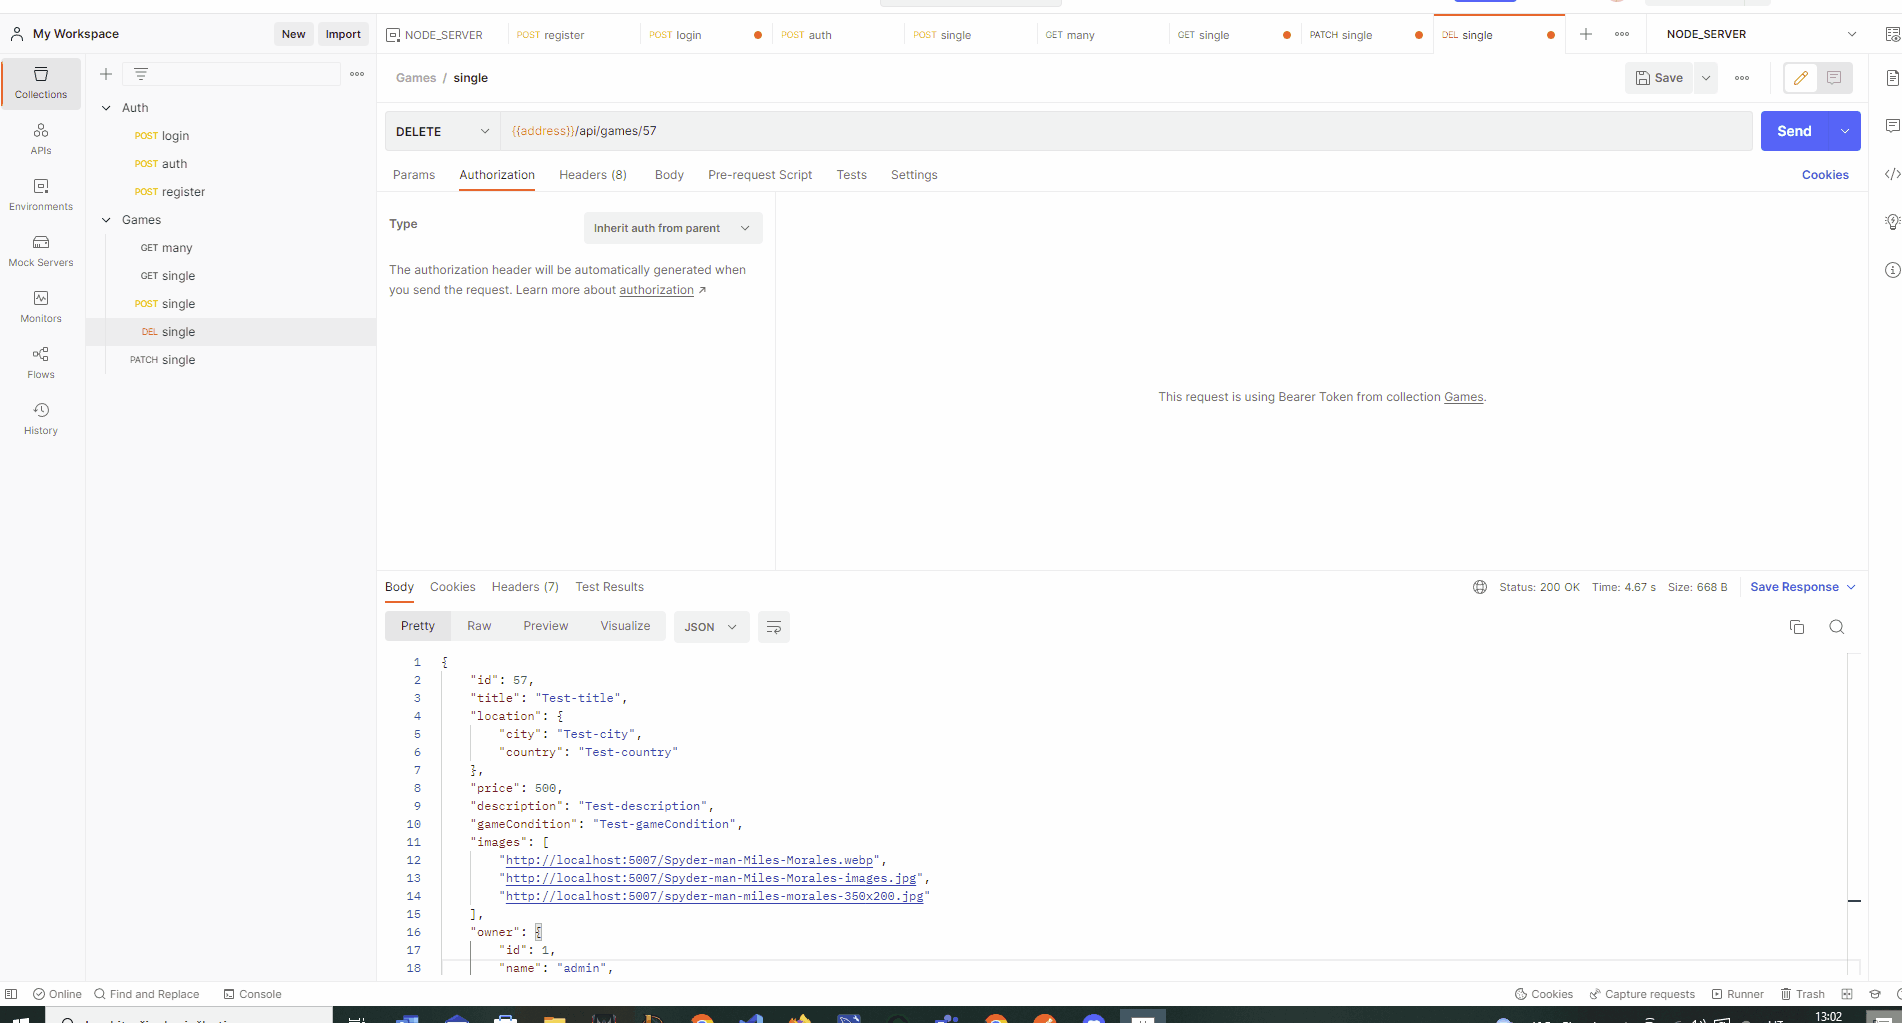 My Workspace
New
Import
NODE_SERVER
POST register
POST login
POST auth
POST single
GET many
GET single
PATCH single
DEL single
NODE_SERVER
Collections
APIs
Environments
Mock Servers
Monitors
Flows
History
Auth
POST login
POST auth
POST register
Games
GET many
GET single
POST single
DEL single
PATCH single
Games / single
Save
DELETE
{{address}}/api/games/57
Send
Params
Authorization
Headers (8)
Body
Pre-request Script
Tests
Settings
Cookies
Type
Inherit auth from parent
The authorization header will be automatically generated when
you send the request. Learn more about authorization ↗
This request is using Bearer Token from collection Games.
Body
Cookies
Headers (7)
Test Results
Status: 200 OK
Time: 4.67 s
Size: 668 B
Save Response
Pretty
Raw
Preview
Visualize
JSON
1 {
2 "id": 57,
3 "title": "Test-title",
4 "location": {
5 "city": "Test-city",
6 "country": "Test-country"
7 },
8 "price": 500,
9 "description": "Test-description",
10 "gameCondition": "Test-gameCondition",
11 "images": [
12 "http://localhost:5007/Spyder-man-Miles-Morales.webp",
13 "http://localhost:5007/Spyder-man-Miles-Morales-images.jpg",
14 "http://localhost:5007/spyder-man-miles-morales-350x200.jpg"
15 ],
16 "owner": {
17 "id": 1,
18 "name": "admin",
Online
Find and Replace
Console
Cookies
Capture requests
Runner
Trash
13:02